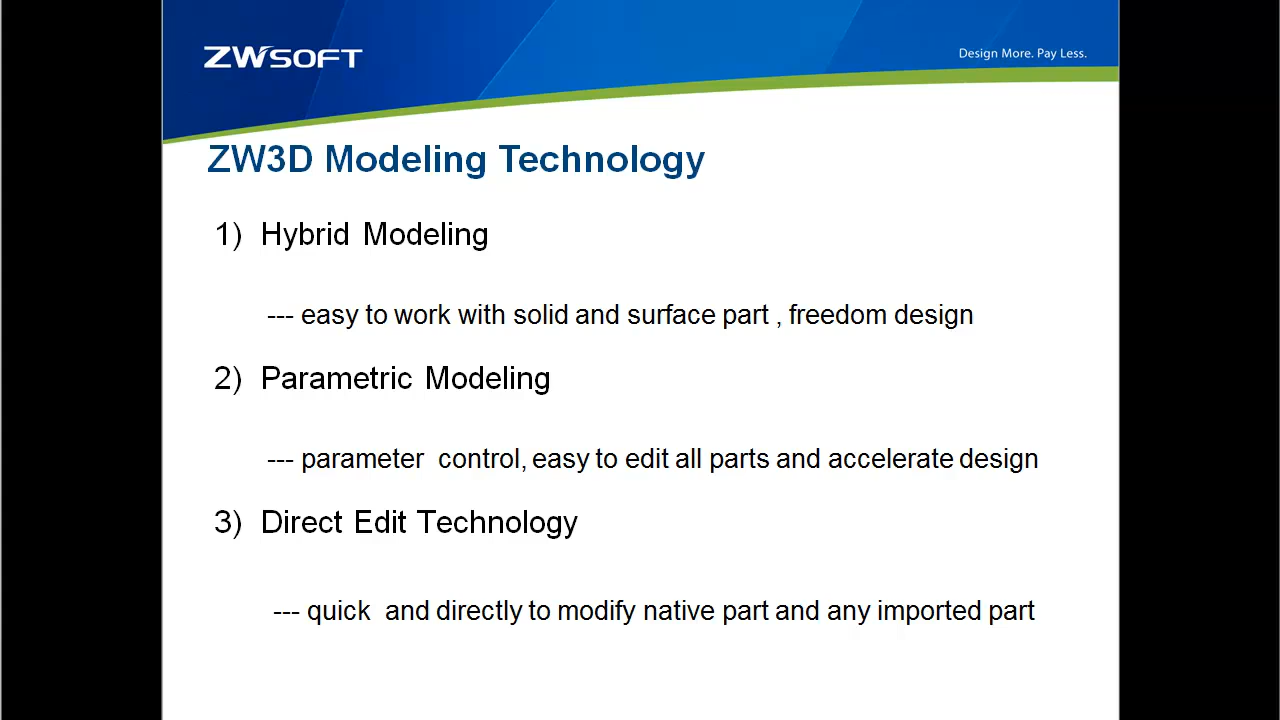 ZWSOFT
Design More. Pay Less.
ZW3D Modeling Technology
1) Hybrid Modeling
--- easy to work with solid and surface part , freedom design
2) Parametric Modeling
--- parameter control, easy to edit all parts and accelerate design
3) Direct Edit Technology
--- quick and directly to modify native part and any imported part